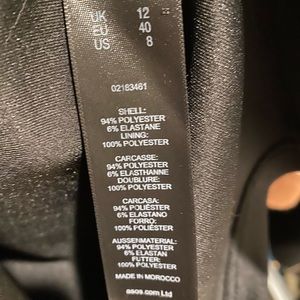 UK 12
EU 40
US 8
02163461
SHELL:
94% POLYESTER
6% ELASTANE
LINING:
100% POLYESTER
CARCASSE:
94% POLYESTER
6% ELASTHANNE
DOUBLURE:
100% POLYESTER
CARCASA:
94% POLIÉSTER
6% ELASTANO
FORRO:
100% POLIÉSTER
AUSSENMATERIAL:
94% POLYESTER
6% ELASTAN
FUTTER:
100% POLYESTER
MADE IN MOROCCO
asos.com Ltd